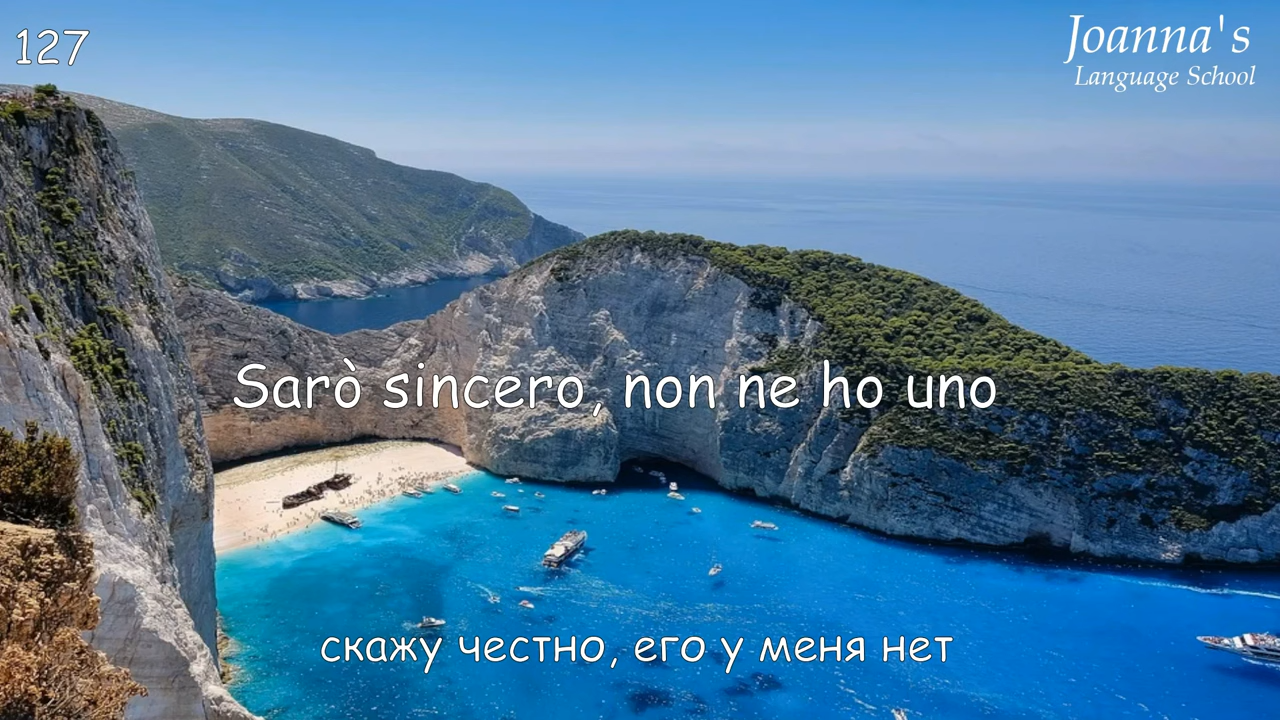 127
Joanna's
Language School
Sarò sincero, non ne ho uno
скажу честно, его у меня нет